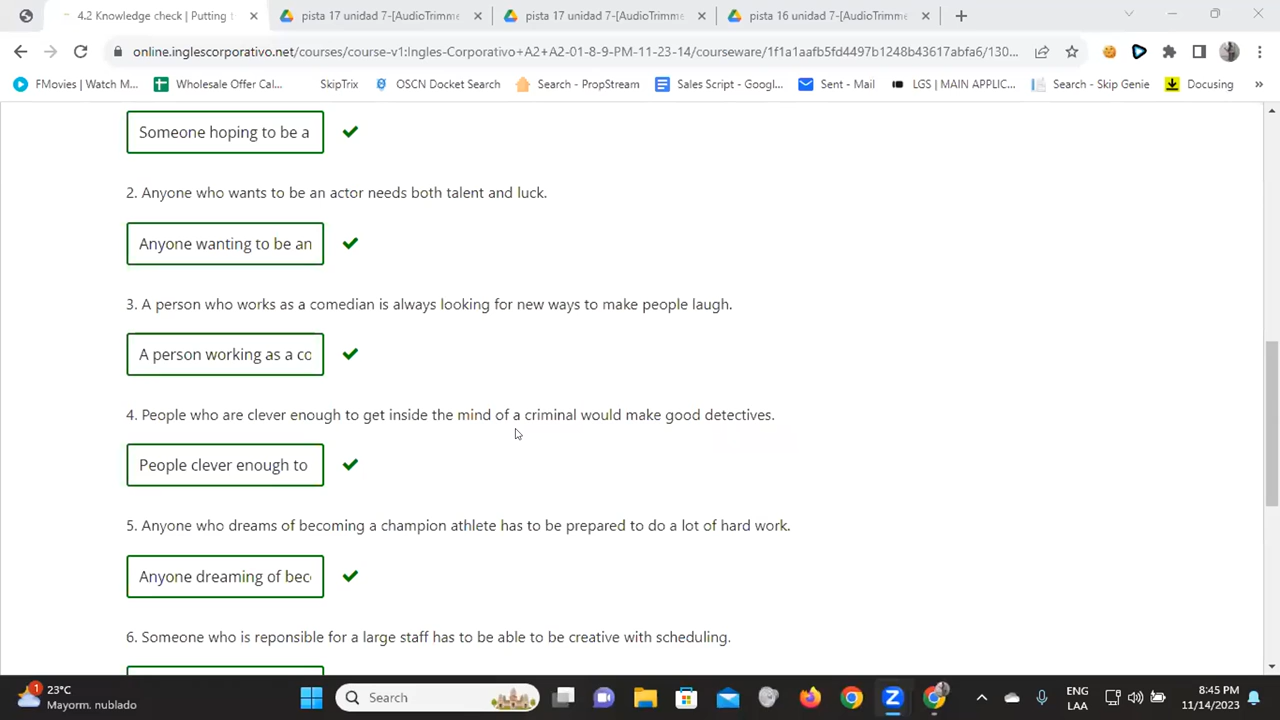 4.2 Knowledge check | Putting t
pista 17 unidad 7-[AudioTrimme
pista 17 unidad 7-[AudioTrimme
pista 16 unidad 7-[AudioTrimme
online.inglescorporativo.net/courses/course-v1:Ingles-Corporativo+A2+A2-01-8-9-PM-11-23-14/courseware/1f1a1aafb5fd4497b1248b43617abfa6/130...
FMovies | Watch M...
Wholesale Offer Cal...
SkipTrix
OSCN Docket Search
Search - PropStream
Sales Script - Googl...
Sent - Mail
LGS | MAIN APPLIC...
Search - Skip Genie
Docusing
»
Someone hoping to be a
2. Anyone who wants to be an actor needs both talent and luck.
Anyone wanting to be an
3. A person who works as a comedian is always looking for new ways to make people laugh.
A person working as a co
4. People who are clever enough to get inside the mind of a criminal would make good detectives.
People clever enough to
5. Anyone who dreams of becoming a champion athlete has to be prepared to do a lot of hard work.
Anyone dreaming of bec
6. Someone who is reponsible for a large staff has to be able to be creative with scheduling.
1
23°C
Mayorm. nublado
Search
ENG
LAA
8:45 PM
11/14/2023